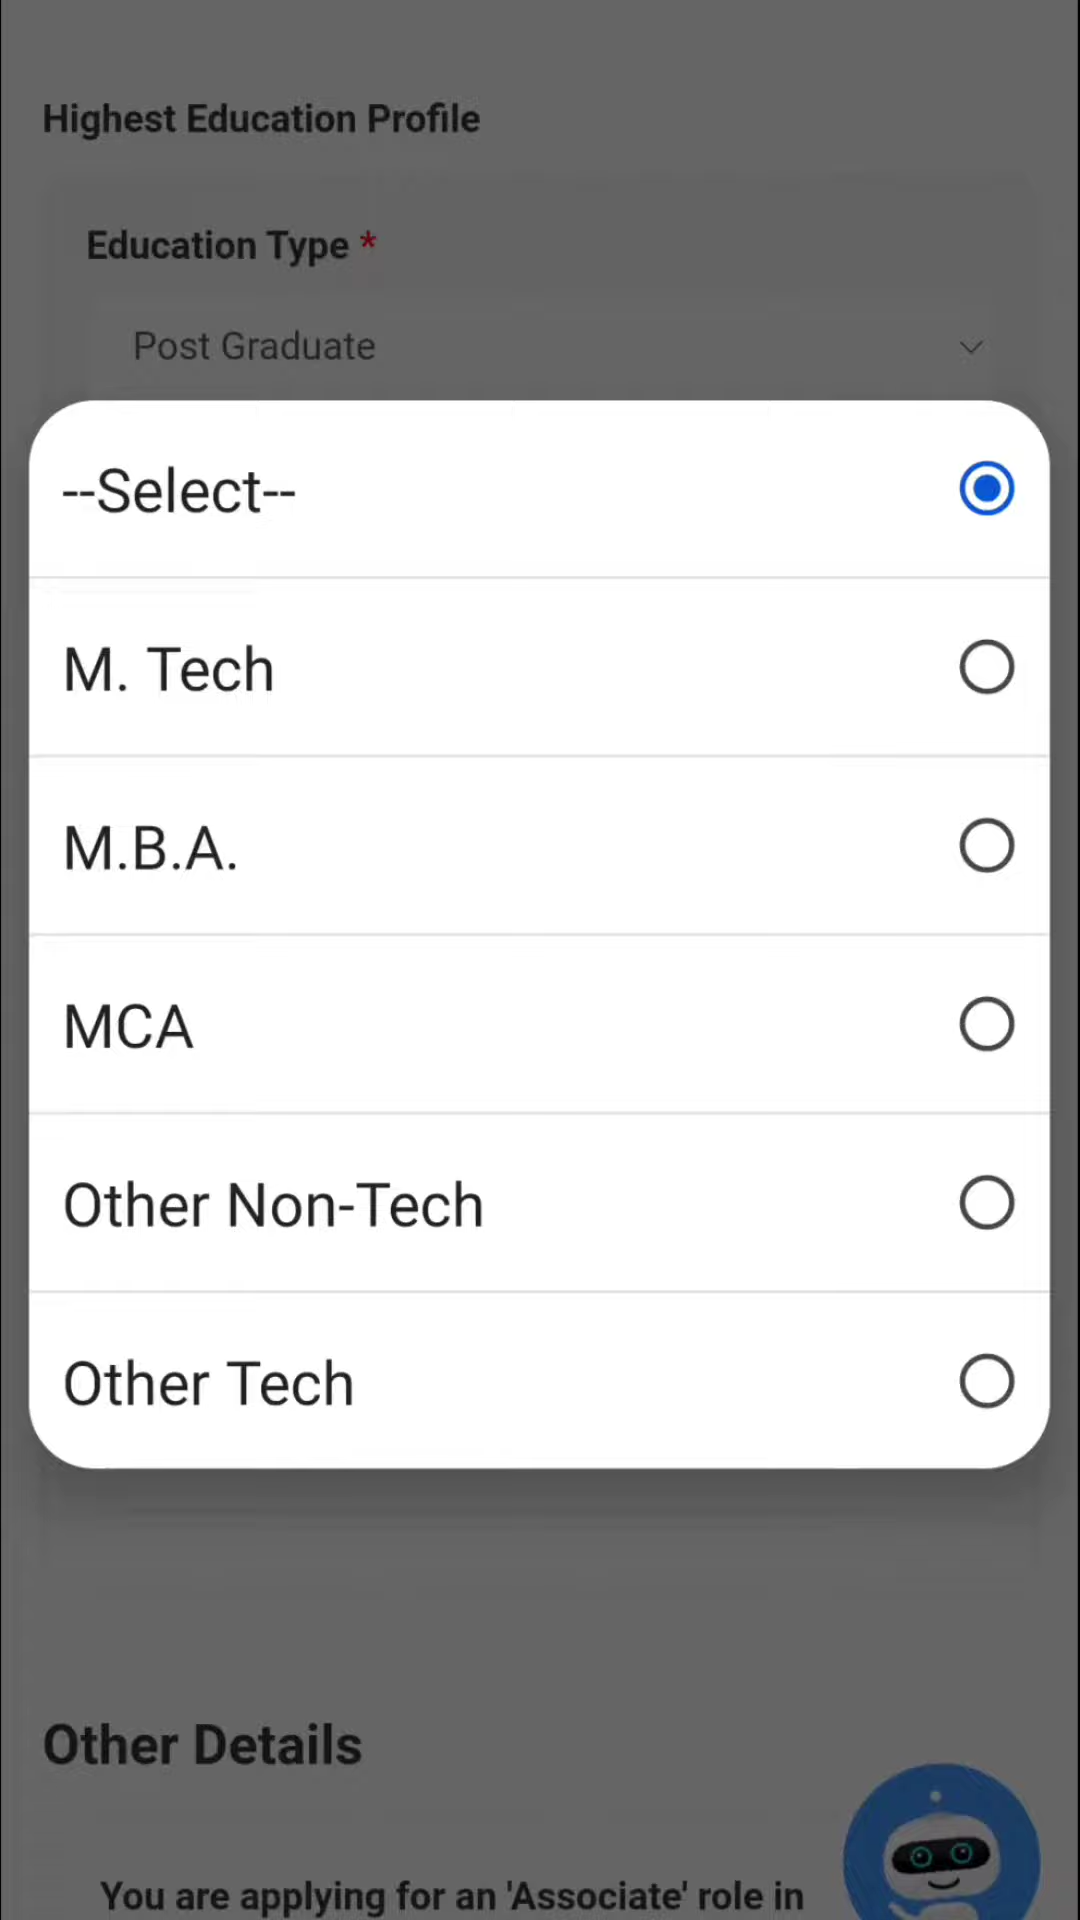 Highest Education Profile
Education Type *
Post Graduate
--Select--
M. Tech
M.B.A.
MCA
Other Non-Tech
Other Tech
Other Details
You are applying for an 'Associate' role in